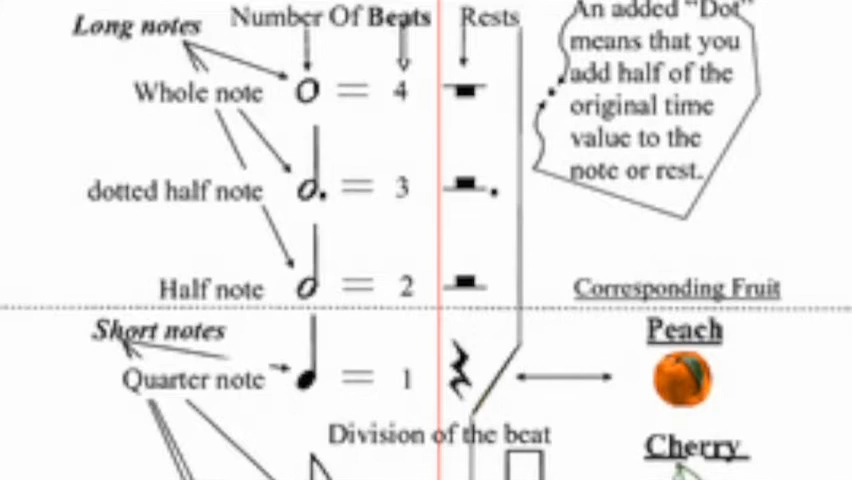 Long notes
Number Of Beats
Rests
Whole note = 4
dotted half note = 3
Half note = 2
An added "Dot"
means that you
add half of the
original time
value to the
note or rest.
Corresponding Fruit
Short notes
Quarter note = 1
Peach
Division of the beat
Cherry